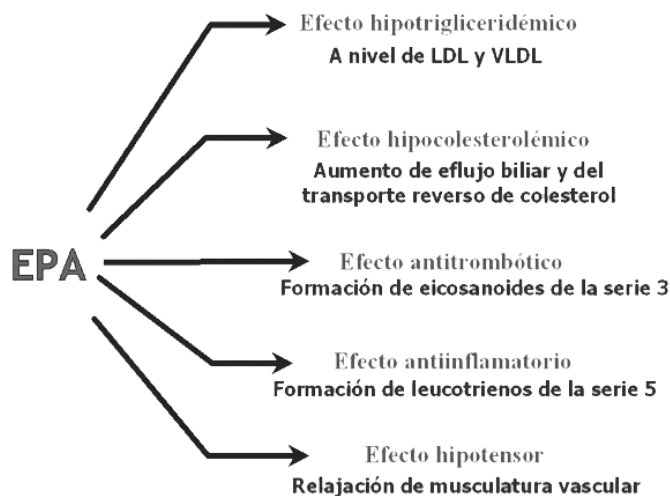 Efecto hipotrigliceridémico
A nivel de LDL y VLDL
Efecto hipocolesterolémico
Aumento de eflujo biliar y del
transporte reverso de colesterol
EPA
Efecto antitrombótico
Formación de eicosanoides de la serie 3
Efecto antiinflamatorio
Formación de leucotrienos de la serie 5
Efecto hipotensor
Relajación de musculatura vascular